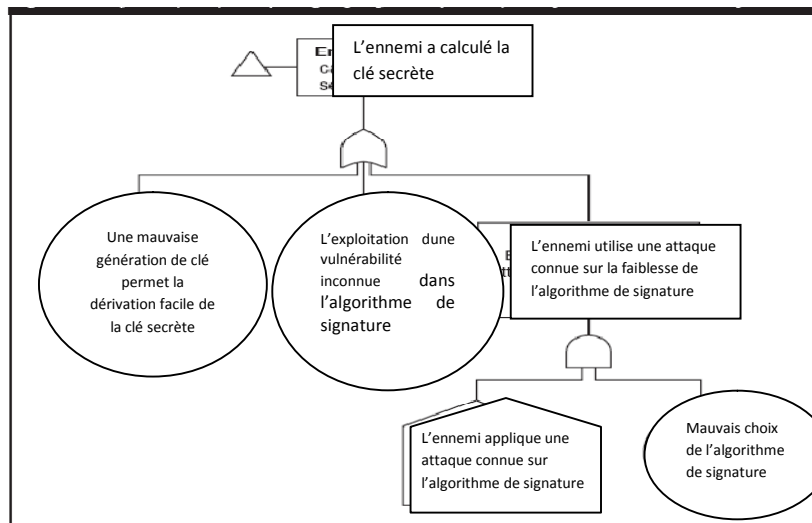 L'ennemi a calculé la
clé secrète
Une mauvaise
génération de clé
permet la
dérivation facile de
la clé secrète
L'exploitation dune
vulnérabilité
inconnue dans
l'algorithme de
signature
L'ennemi utilise une attaque
connue sur la faiblesse de
l'algorithme de signature
L'ennemi applique une
attaque connue sur
l'algorithme de signature
Mauvais choix
de l'algorithme
de signature